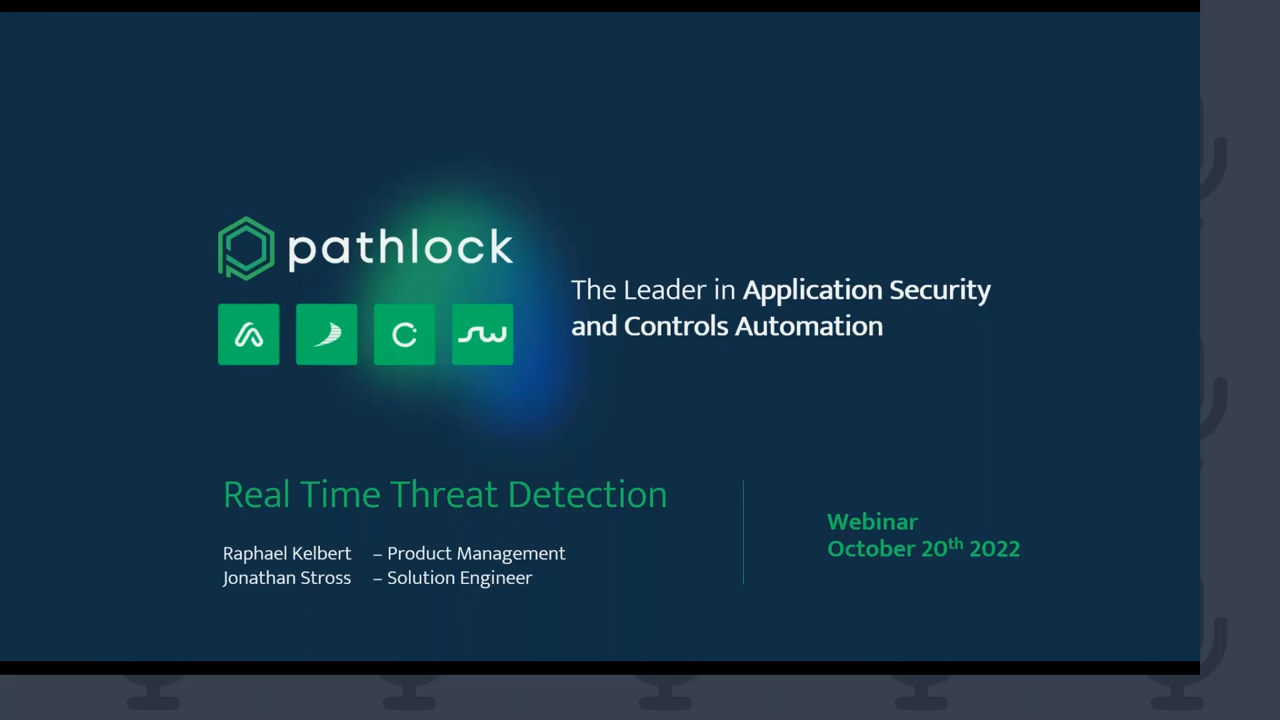 pathlock
The Leader in Application Security
and Controls Automation
Real Time Threat Detection
Raphael Kelbert – Product Management
Jonathan Stross – Solution Engineer
Webinar
October 20th 2022